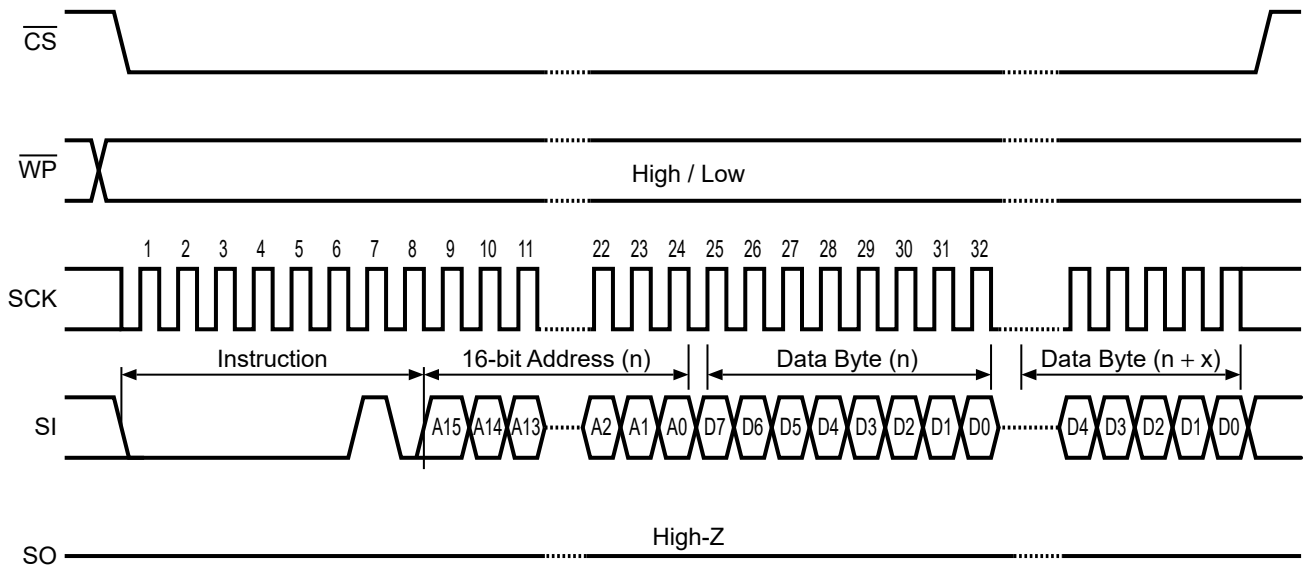 CS
WP
High / Low
1 2 3 4 5 6 7 8 9 10 11 22 23 24 25 26 27 28 29 30 31 32
SCK
Instruction 16-bit Address (n) Data Byte (n) Data Byte (n + x)
SI A15 A14 A13 A2 A1 A0 D7 D6 D5 D4 D3 D2 D1 D0 D4 D3 D2 D1 D0
High-Z
SO